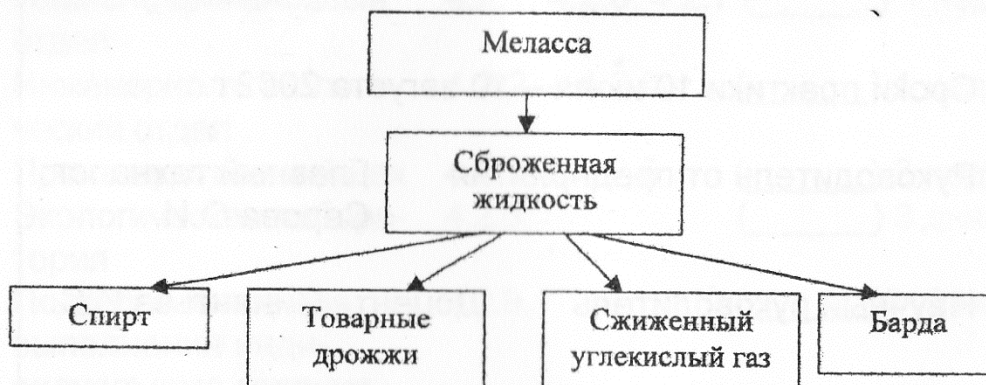 Меласса
Сброженная
жидкость
Спирт
Товарные
дрожжи
Сжиженный
углекислый газ
Барда